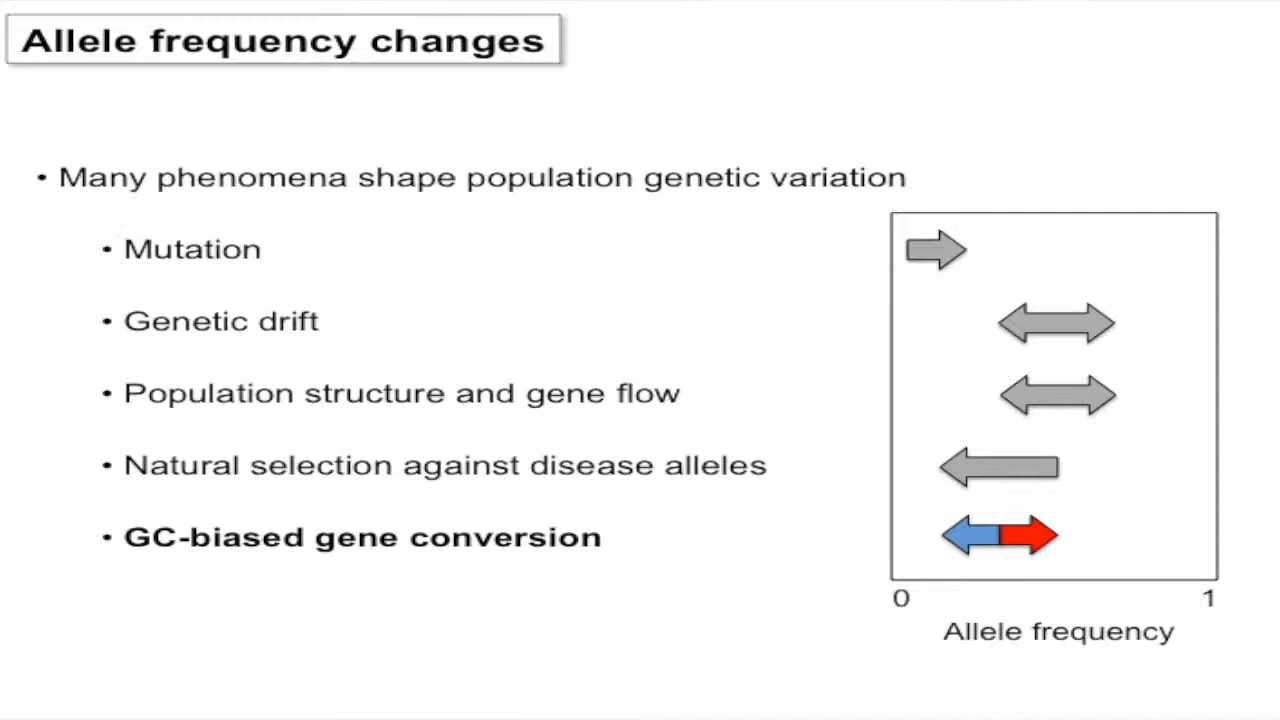 Allele frequency changes
• Many phenomena shape population genetic variation
• Mutation
• Genetic drift
• Population structure and gene flow
• Natural selection against disease alleles
• GC-biased gene conversion
0 1
Allele frequency